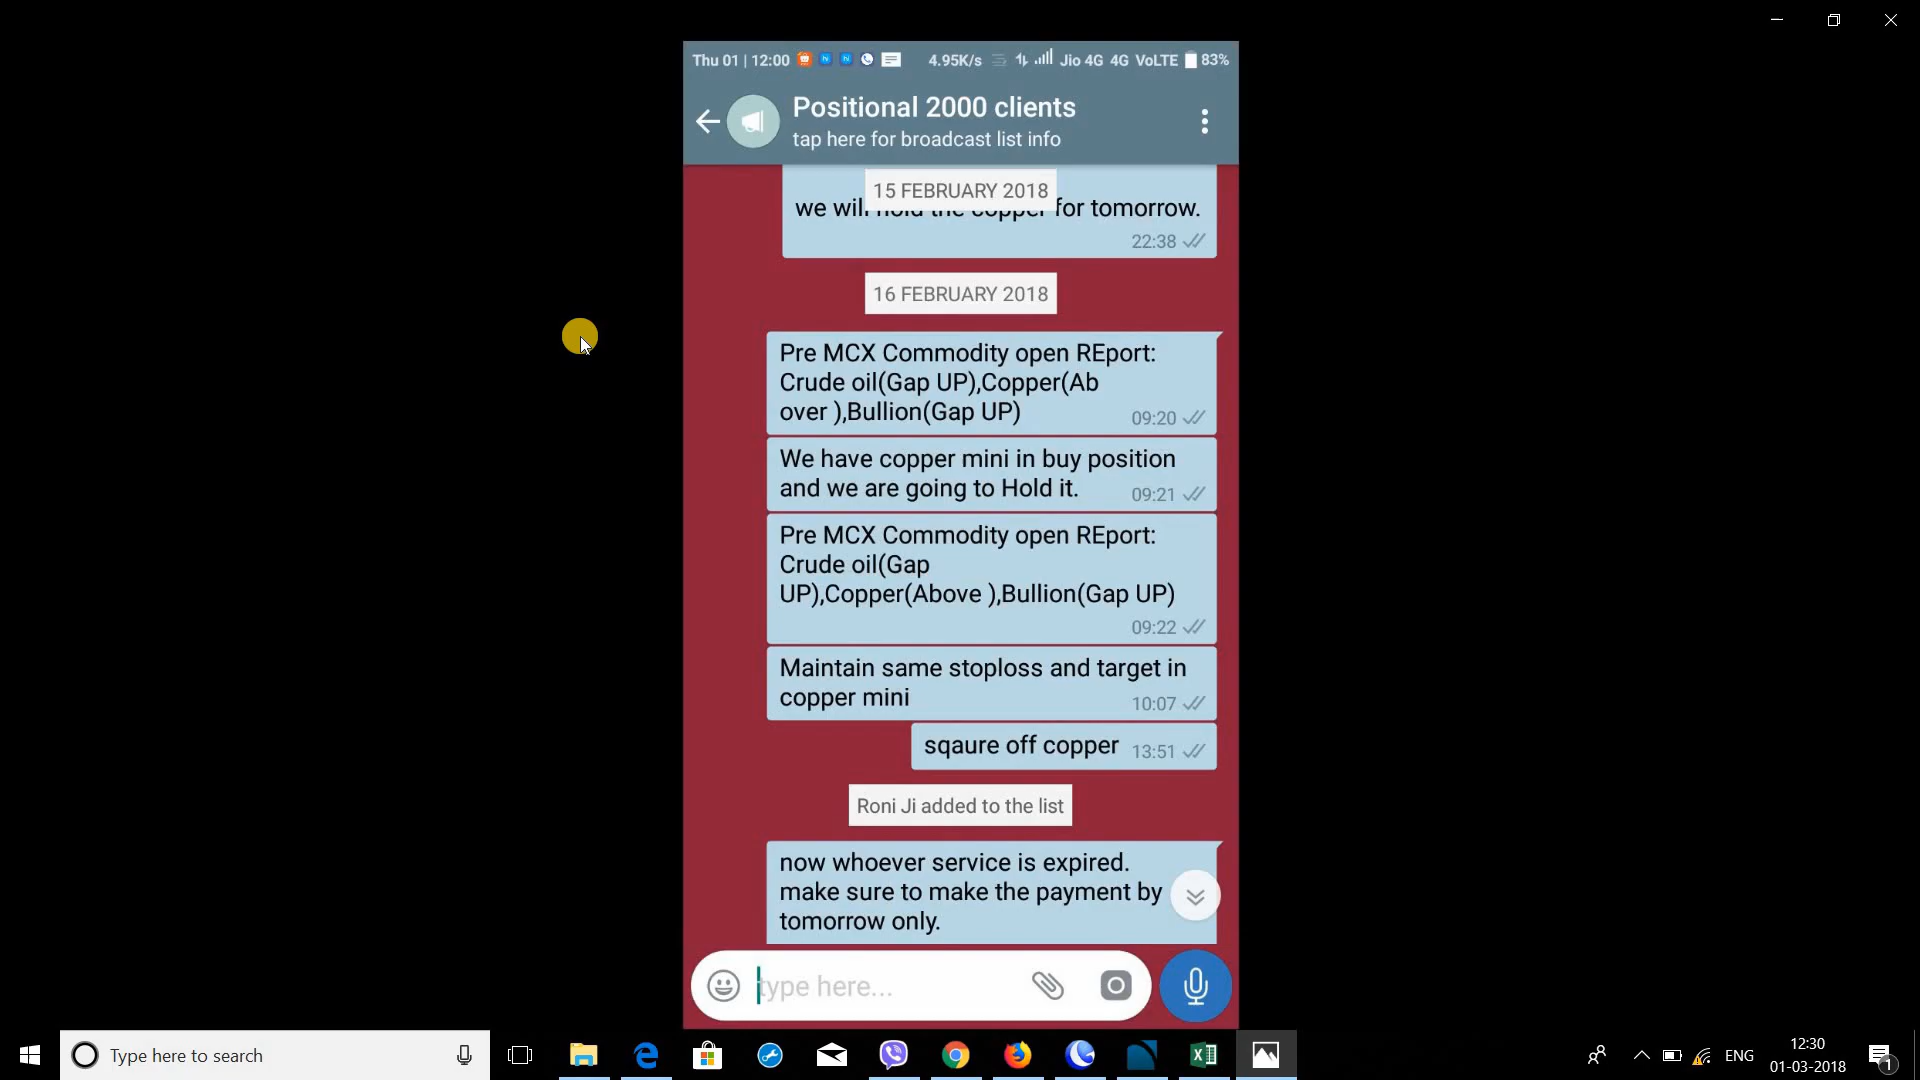 Thu 01 | 12:00
4.95K/s
Jio 4G 4G VoLTE
83%
Positional 2000 clients
tap here for broadcast list info
15 FEBRUARY 2018
we will hold the copper for tomorrow.
22:38
16 FEBRUARY 2018
Pre MCX Commodity open REport:
Crude oil(Gap UP),Copper(Ab
over ),Bullion(Gap UP)
09:20
We have copper mini in buy position
and we are going to Hold it.
09:21
Pre MCX Commodity open REport:
Crude oil(Gap
UP),Copper(Above ),Bullion(Gap UP)
09:22
Maintain same stoploss and target in
copper mini
10:07
sqaure off copper
13:51
Roni Ji added to the list
now whoever service is expired.
make sure to make the payment by
tomorrow only.
type here...
Type here to search
ENG
12:30
01-03-2018
1